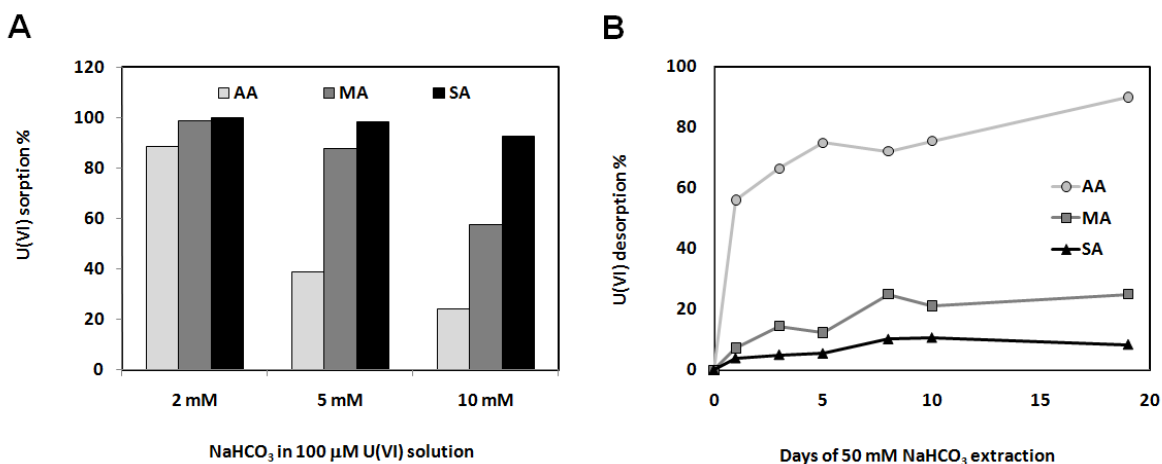 A
120
100
80
60
40
20
0
U(VI) sorption %
AA MA SA
2 mM 5 mM 10 mM
NaHCO₃ in 100 µM U(VI) solution
B
100
80
60
40
20
0
U(VI) desorption %
AA
MA
SA
0 5 10 15 20
Days of 50 mM NaHCO₃ extraction